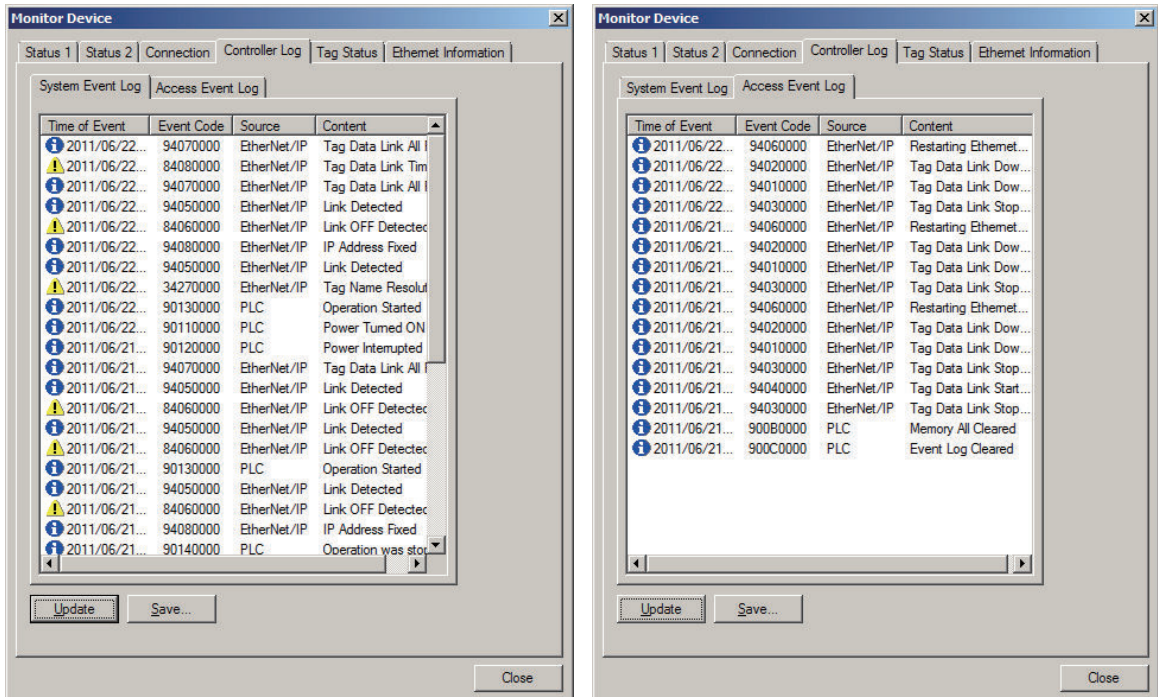 Monitor Device
Status 1 Status 2 Connection Controller Log Tag Status Ethernet Information
System Event Log Access Event Log
Time of Event Event Code Source Content
2011/06/22... 94070000 EtherNet/IP Tag Data Link All
2011/06/22... 84080000 EtherNet/IP Tag Data Link Tim
2011/06/22... 94070000 EtherNet/IP Tag Data Link All
2011/06/22... 94050000 EtherNet/IP Link Detected
2011/06/22... 84060000 EtherNet/IP Link OFF Detected
2011/06/22... 94080000 EtherNet/IP IP Address Fixed
2011/06/22... 94050000 EtherNet/IP Link Detected
2011/06/22... 34270000 EtherNet/IP Tag Name Resolut
2011/06/22... 90130000 PLC Operation Started
2011/06/22... 90110000 PLC Power Turned ON
2011/06/21... 90120000 PLC Power Interrupted
2011/06/21... 94070000 EtherNet/IP Tag Data Link All
2011/06/21... 94050000 EtherNet/IP Link Detected
2011/06/21... 84060000 EtherNet/IP Link OFF Detected
2011/06/21... 94050000 EtherNet/IP Link Detected
2011/06/21... 84060000 EtherNet/IP Link OFF Detected
2011/06/21... 90130000 PLC Operation Started
2011/06/21... 94050000 EtherNet/IP Link Detected
2011/06/21... 84060000 EtherNet/IP Link OFF Detected
2011/06/21... 94080000 EtherNet/IP IP Address Fixed
2011/06/21... 90140000 PLC Operation was stor
Update Save...
Close
Monitor Device
Status 1 Status 2 Connection Controller Log Tag Status Ethernet Information
System Event Log Access Event Log
Time of Event Event Code Source Content
2011/06/22... 94060000 EtherNet/IP Restarting Ethernet...
2011/06/22... 94020000 EtherNet/IP Tag Data Link Dow...
2011/06/22... 94010000 EtherNet/IP Tag Data Link Dow...
2011/06/22... 94030000 EtherNet/IP Tag Data Link Stop...
2011/06/21... 94060000 EtherNet/IP Restarting Ethernet...
2011/06/21... 94020000 EtherNet/IP Tag Data Link Dow...
2011/06/21... 94010000 EtherNet/IP Tag Data Link Dow...
2011/06/21... 94030000 EtherNet/IP Tag Data Link Stop...
2011/06/21... 94060000 EtherNet/IP Restarting Ethernet...
2011/06/21... 94020000 EtherNet/IP Tag Data Link Dow...
2011/06/21... 94010000 EtherNet/IP Tag Data Link Dow...
2011/06/21... 94030000 EtherNet/IP Tag Data Link Stop...
2011/06/21... 94040000 EtherNet/IP Tag Data Link Start...
2011/06/21... 94030000 EtherNet/IP Tag Data Link Stop...
2011/06/21... 900B0000 PLC Memory All Cleared
2011/06/21... 900C0000 PLC Event Log Cleared
Update Save...
Close